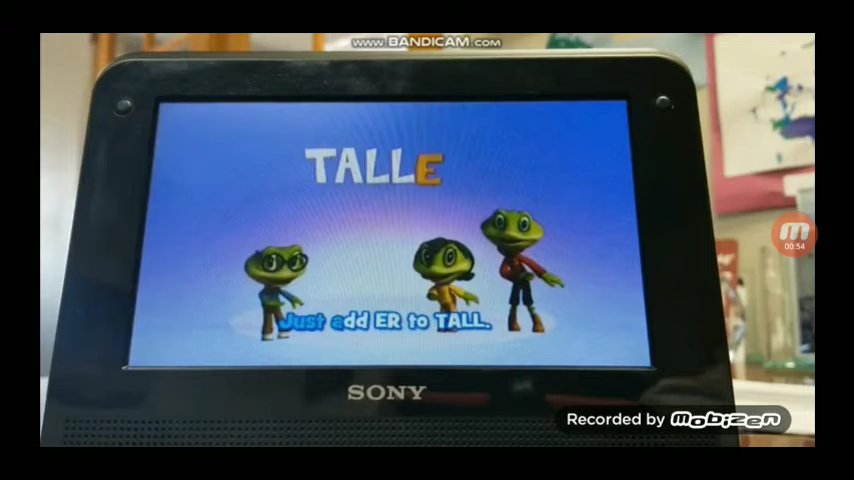 www.BANDICAM.com
TALLE
Just add ER to TALL.
SONY
00:54
Recorded by mobizen